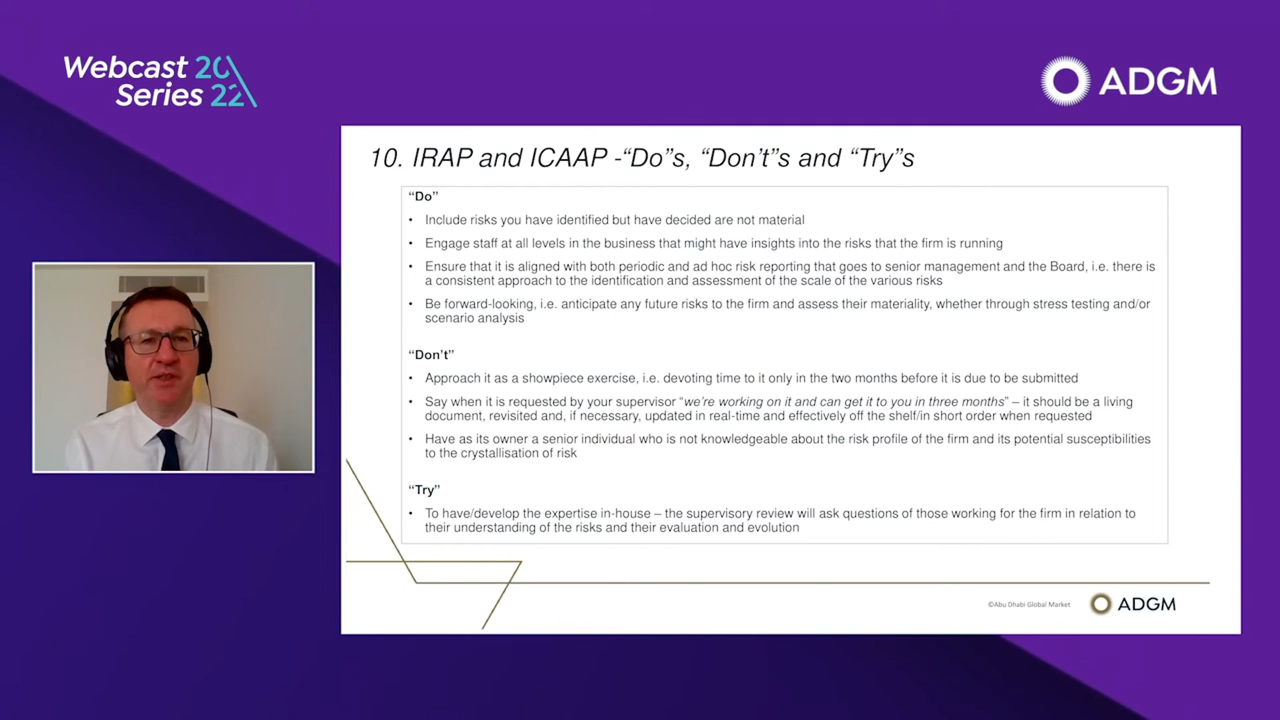 Webcast 20
Series 22
ADGM
10. IRAP and ICAAP -“Do”s, “Don’t”s and “Try”s
“Do”
• Include risks you have identified but have decided are not material
• Engage staff at all levels in the business that might have insights into the risks that the firm is running
• Ensure that it is aligned with both periodic and ad hoc risk reporting that goes to senior management and the Board, i.e. there is
a consistent approach to the identification and assessment of the scale of the various risks
• Be forward-looking, i.e. anticipate any future risks to the firm and assess their materiality, whether through stress testing and/or
scenario analysis
“Don’t”
• Approach it as a showpiece exercise, i.e. devoting time to it only in the two months before it is due to be submitted
• Say when it is requested by your supervisor “we’re working on it and can get it to you in three months” – it should be a living
document, revisited and, if necessary, updated in real-time and effectively off the shelf/in short order when requested
• Have as its owner a senior individual who is not knowledgeable about the risk profile of the firm and its potential susceptibilities
to the crystallisation of risk
“Try”
• To have/develop the expertise in-house – the supervisory review will ask questions of those working for the firm in relation to
their understanding of the risks and their evaluation and evolution
©Abu Dhabi Global Market
ADGM